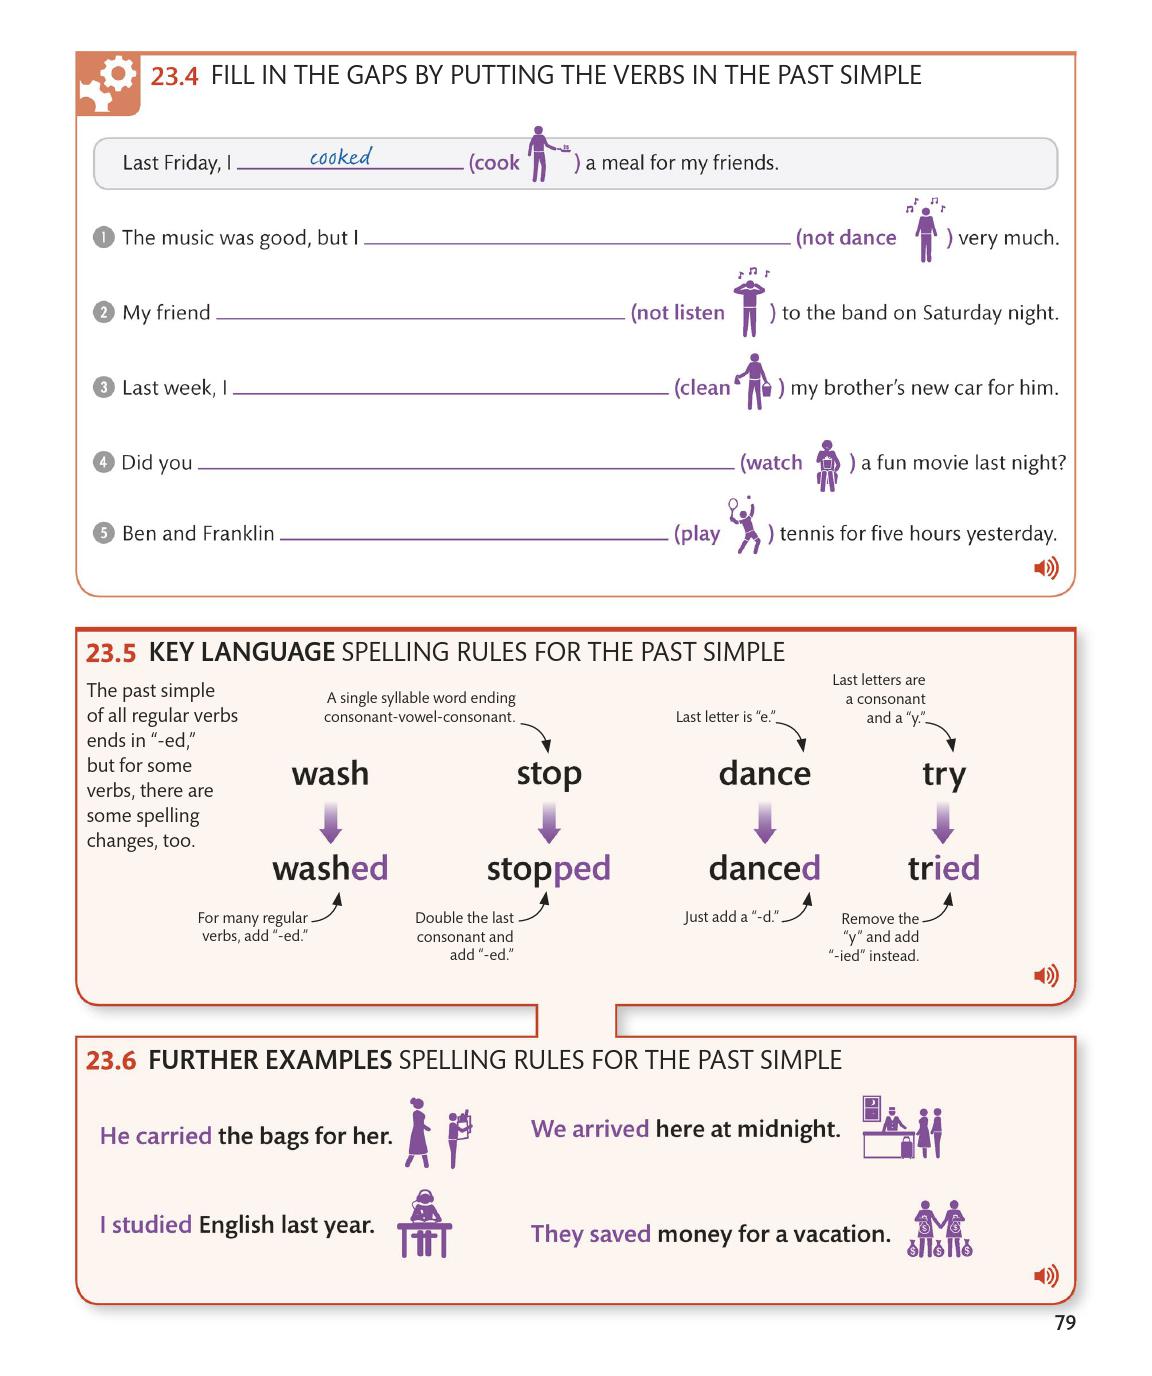 23.4 FILL IN THE GAPS BY PUTTING THE VERBS IN THE PAST SIMPLE
Last Friday, I cooked (cook ) a meal for my friends.
1 The music was good, but I (not dance ) very much.
2 My friend (not listen ) to the band on Saturday night.
3 Last week, I (clean ) my brother's new car for him.
4 Did you (watch ) a fun movie last night?
5 Ben and Franklin (play ) tennis for five hours yesterday.
23.5 KEY LANGUAGE SPELLING RULES FOR THE PAST SIMPLE
The past simple
of all regular verbs
ends in “-ed,”
but for some
verbs, there are
some spelling
changes, too.
A single syllable word ending
consonant-vowel-consonant.
Last letter is “e.”
Last letters are
a consonant
and a “y.”
wash stop dance try
washed stopped danced tried
For many regular
verbs, add “-ed.”
Double the last
consonant and
add “-ed.”
Just add a “-d.”
Remove the
“y” and add
“-ied” instead.
23.6 FURTHER EXAMPLES SPELLING RULES FOR THE PAST SIMPLE
He carried the bags for her.
We arrived here at midnight.
I studied English last year.
They saved money for a vacation.
79